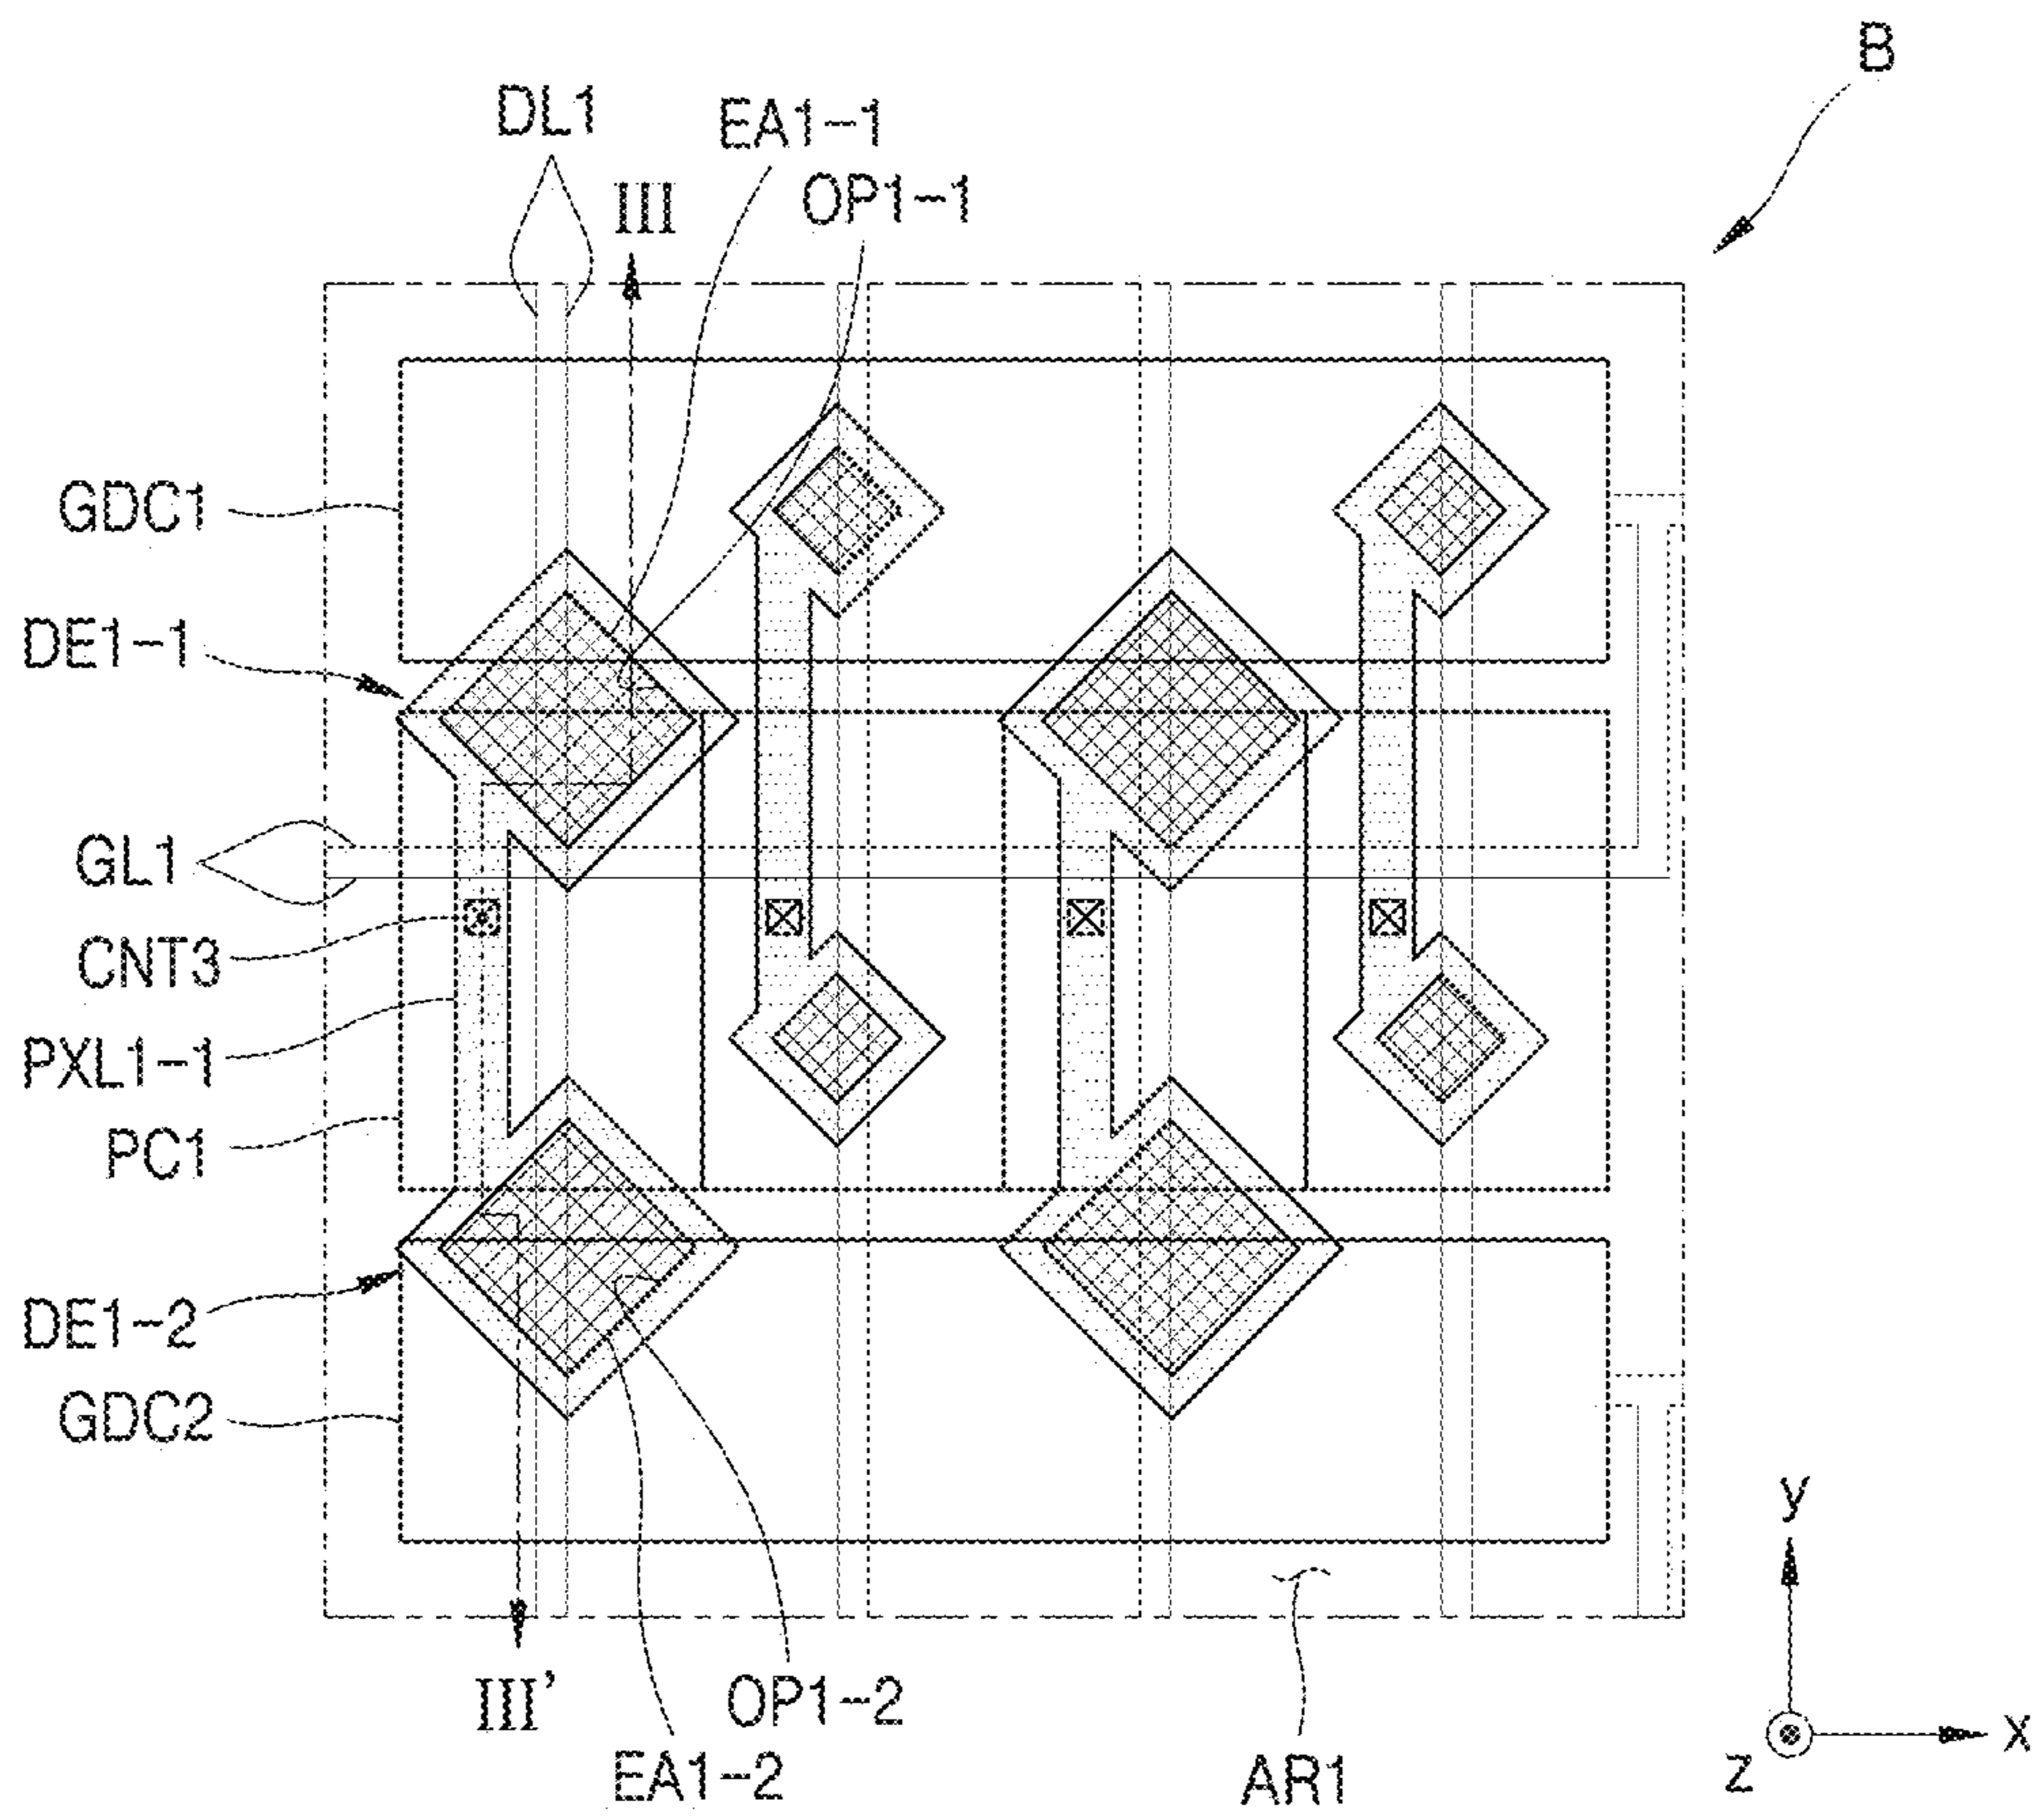 B
DL1
EA1-1
III
OP1-1
GDC1
DE1-1
GL1
CNT3
PXL1-1
PC1
DE1-2
GDC2
y
III'
OP1-2
EA1-2
AR1
z
x